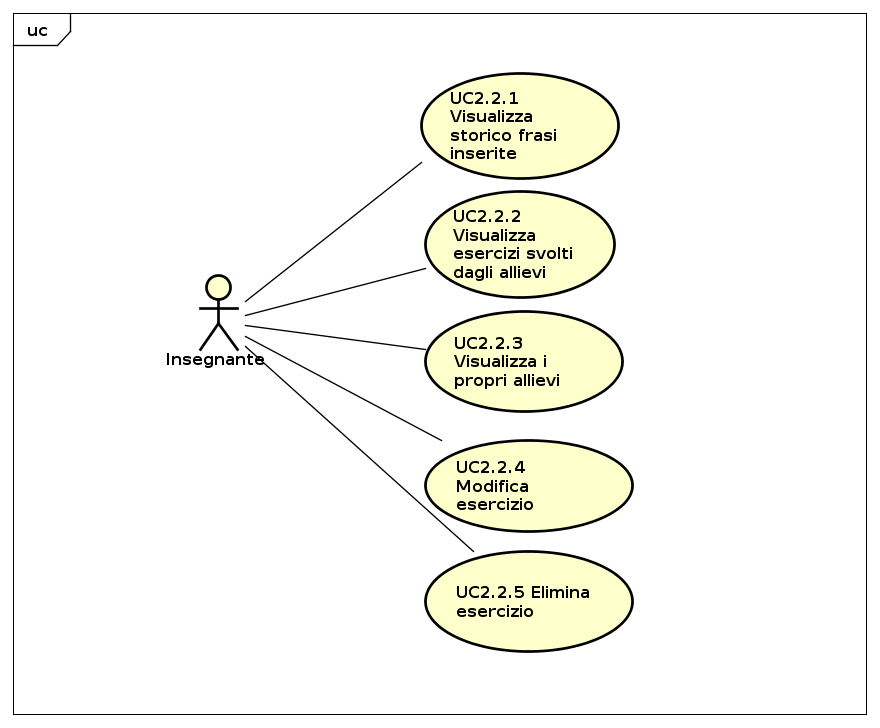 uc
UC2.2.1
Visualizza
storico frasi
inserite
UC2.2.2
Visualizza
esercizi svolti
dagli allievi
Insegnante
UC2.2.3
Visualizza i
propri allievi
UC2.2.4
Modifica
esercizio
UC2.2.5 Elimina
esercizio